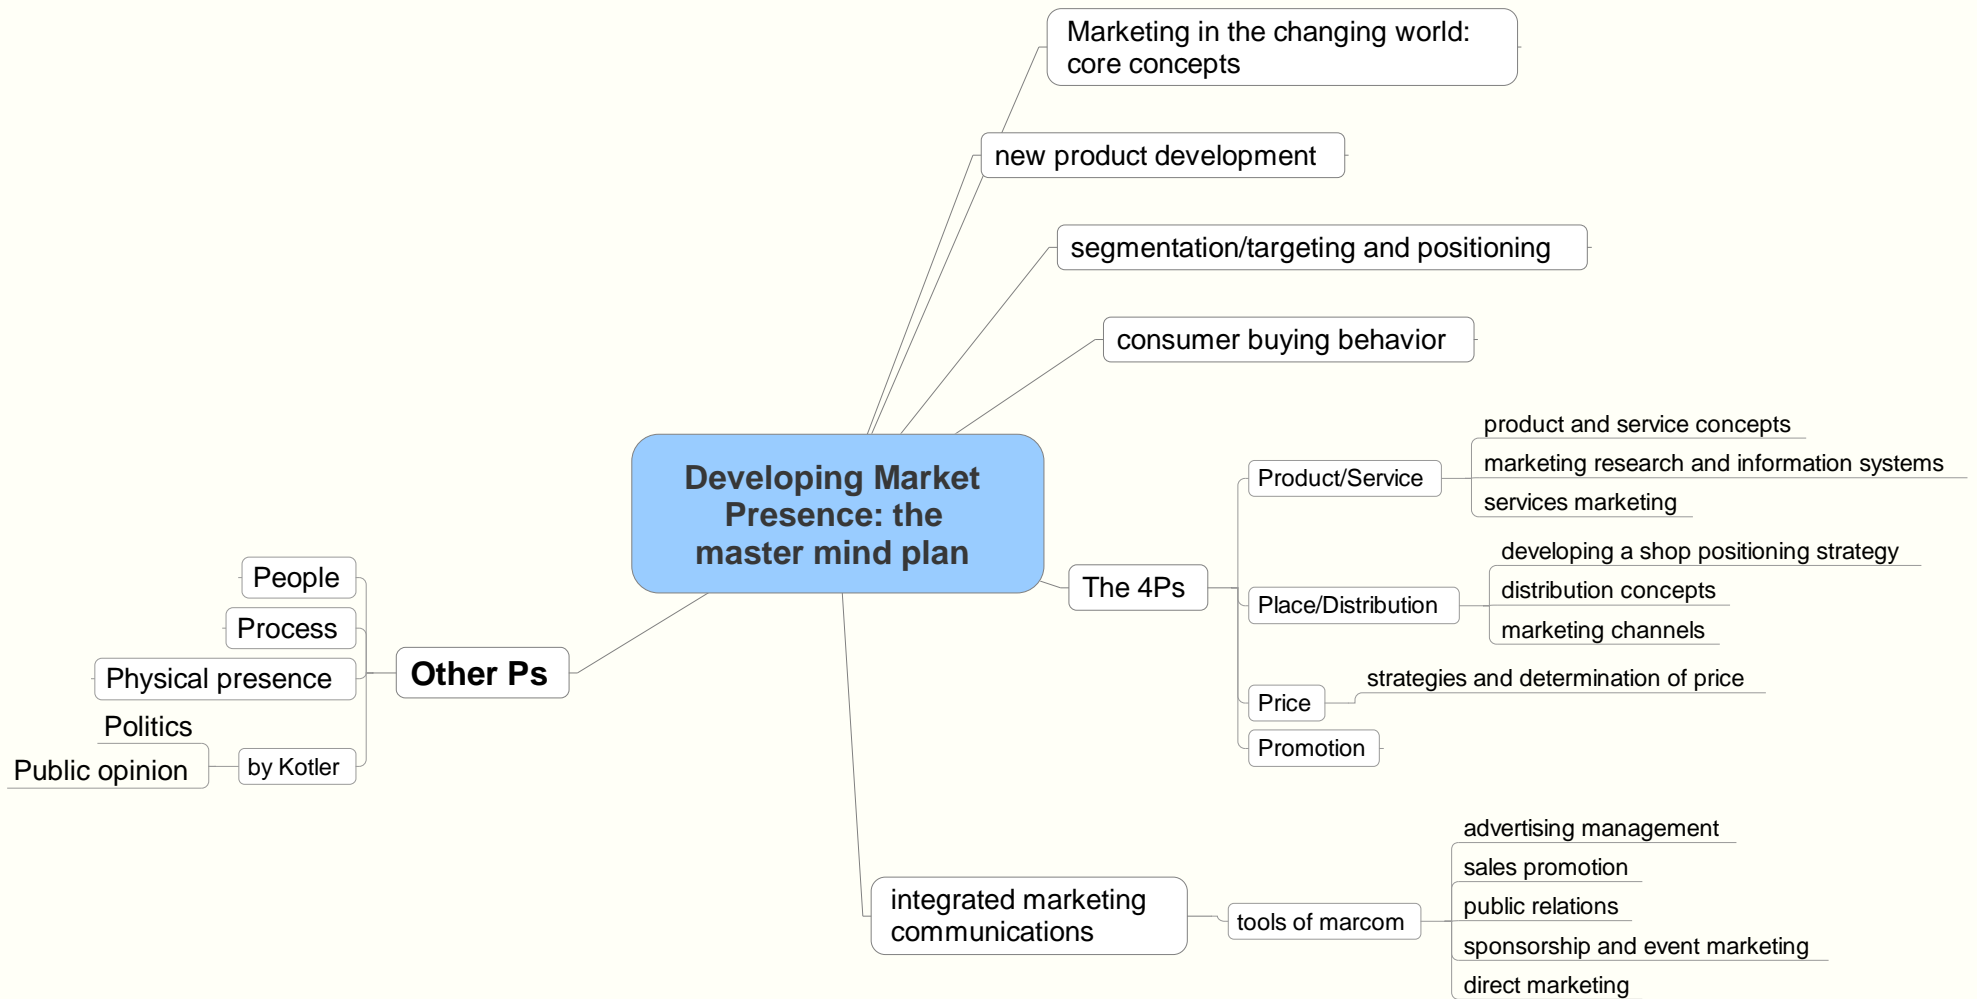 Marketing in the changing world:
core concepts
new product development
segmentation/targeting and positioning
consumer buying behavior
Developing Market
Presence: the
master mind plan
The 4Ps
Product/Service
product and service concepts
marketing research and information systems
services marketing
Place/Distribution
developing a shop positioning strategy
distribution concepts
marketing channels
Price
strategies and determination of price
Promotion
integrated marketing
communications
tools of marcom
advertising management
sales promotion
public relations
sponsorship and event marketing
direct marketing
Other Ps
People
Process
Physical presence
by Kotler
Politics
Public opinion